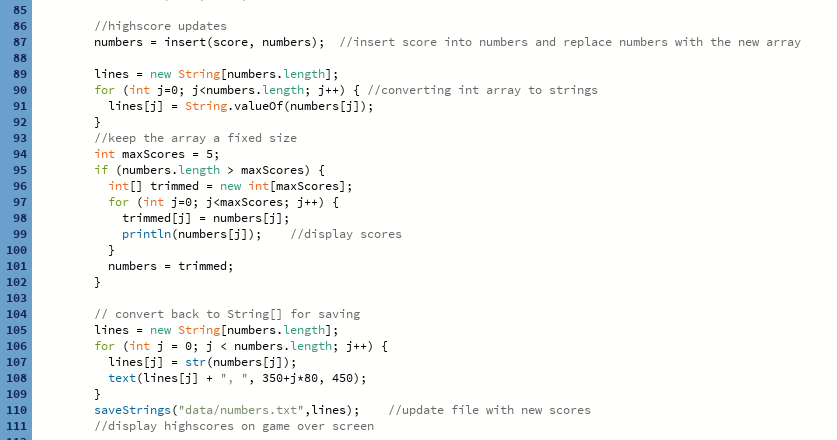 85
86 //highscore updates
87 numbers = insert(score, numbers);  //insert score into numbers and replace numbers with the new array
88
89 lines = new String[numbers.length];
90 for (int j=0; j<numbers.length; j++) { //converting int array to strings
91   lines[j] = String.valueOf(numbers[j]);
92 }
93 //keep the array a fixed size
94 int maxScores = 5;
95 if (numbers.length > maxScores) {
96   int[] trimmed = new int[maxScores];
97   for (int j=0; j<maxScores; j++) {
98     trimmed[j] = numbers[j];
99     println(numbers[j]);    //display scores
100   }
101   numbers = trimmed;
102 }
103
104 // convert back to String[] for saving
105 lines = new String[numbers.length];
106 for (int j = 0; j < numbers.length; j++) {
107   lines[j] = str(numbers[j]);
108   text(lines[j] + ", ", 350+j*80, 450);
109 }
110 saveStrings("data/numbers.txt",lines);    //update file with new scores
111 //display highscores on game over screen